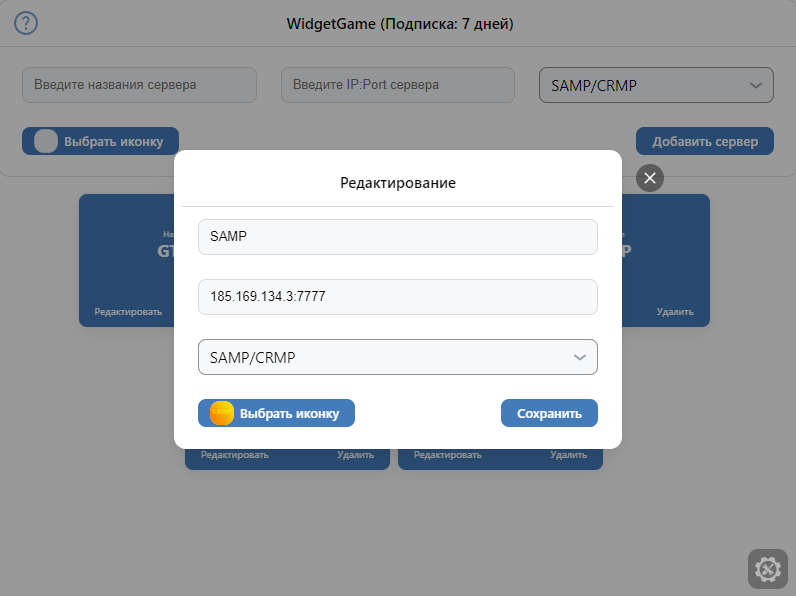 ?
WidgetGame (Подписка: 7 дней)
Введите названия сервера
Введите IP:Port сервера
SAMP/CRMP
Выбрать иконку
Добавить сервер
Редактирование
SAMP
185.169.134.3:7777
SAMP/CRMP
SAMP Выбрать иконку
Сохранить
Редактировать
Удалить
Редактировать
Удалить
Редактировать
Удалить